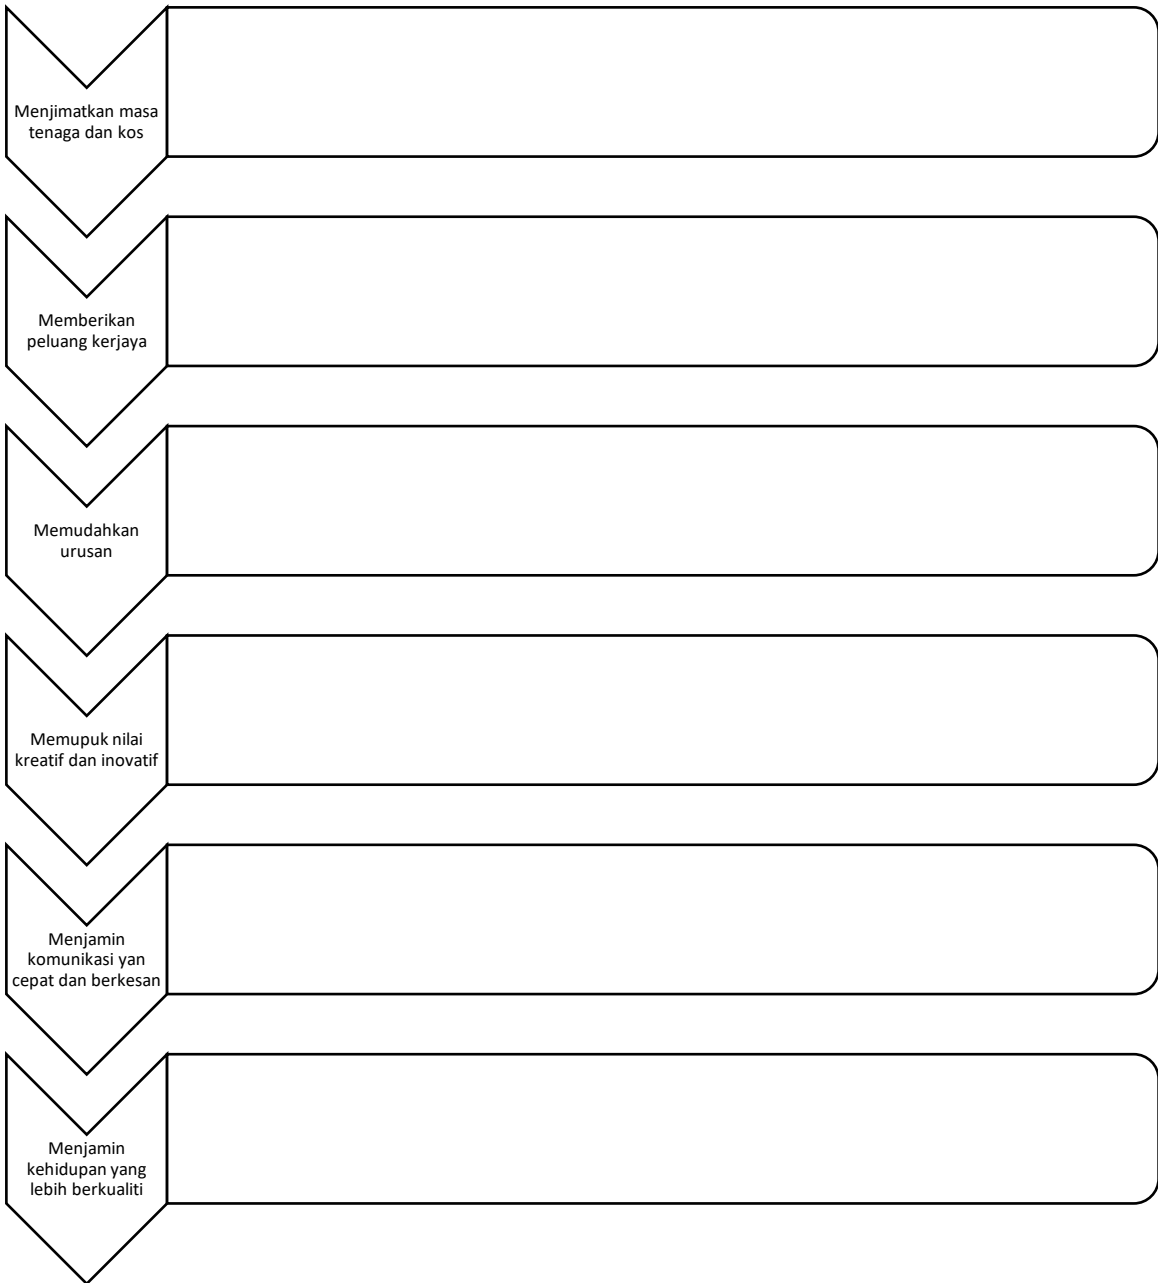 Menjimatkan masa
tenaga dan kos
Memberikan
peluang kerjaya
Memudahkan
urusan
Memupuk nilai
kreatif dan inovatif
Menjamin
komunikasi yan
cepat dan berkesan
Menjamin
kehidupan yang
lebih berkualiti